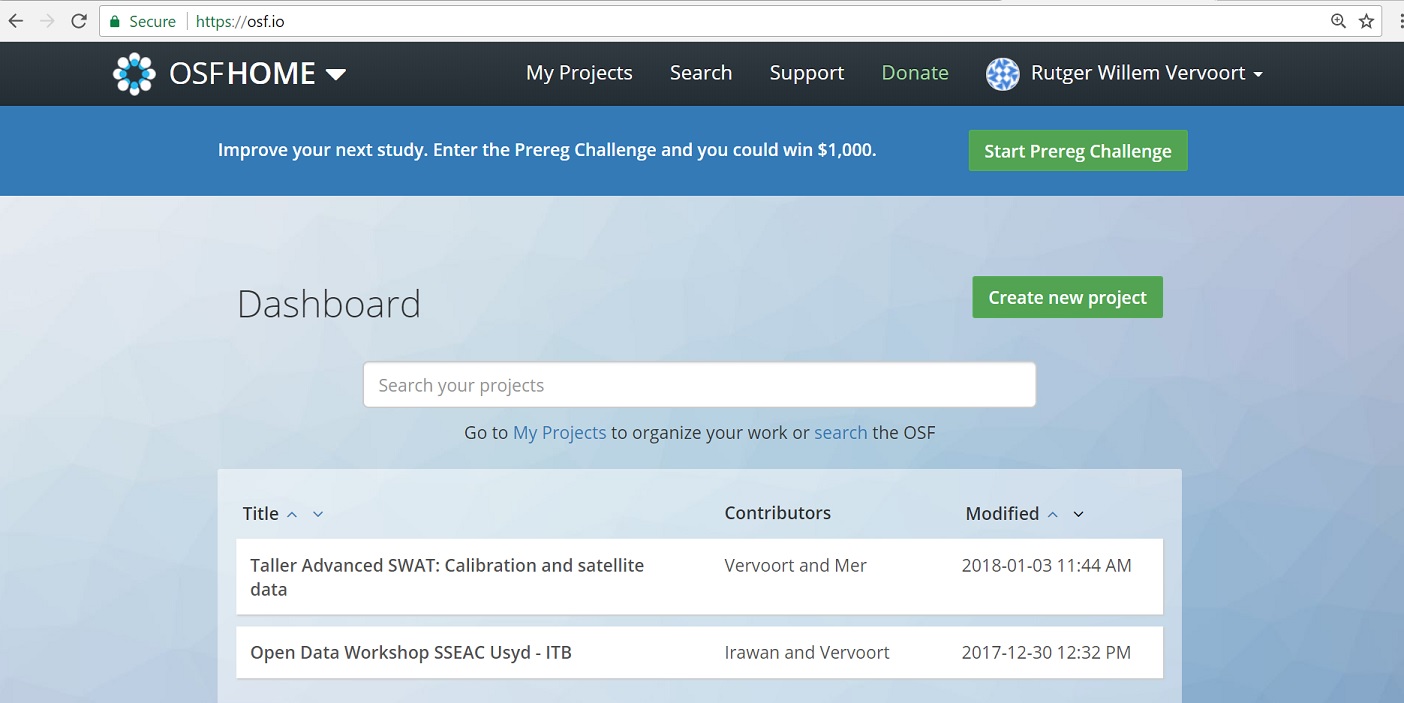 Secure https://osf.io
OSFHOME My Projects Search Support Donate Rutger Willem Vervoort
Improve your next study. Enter the Prereg Challenge and you could win $1,000. Start Prereg Challenge
Dashboard Create new project
Search your projects
Go to My Projects to organize your work or search the OSF
Title Contributors Modified
Taller Advanced SWAT: Calibration and satellite Vervoort and Mer 2018-01-03 11:44 AM
data
Open Data Workshop SSEAC Usyd - ITB Irawan and Vervoort 2017-12-30 12:32 PM